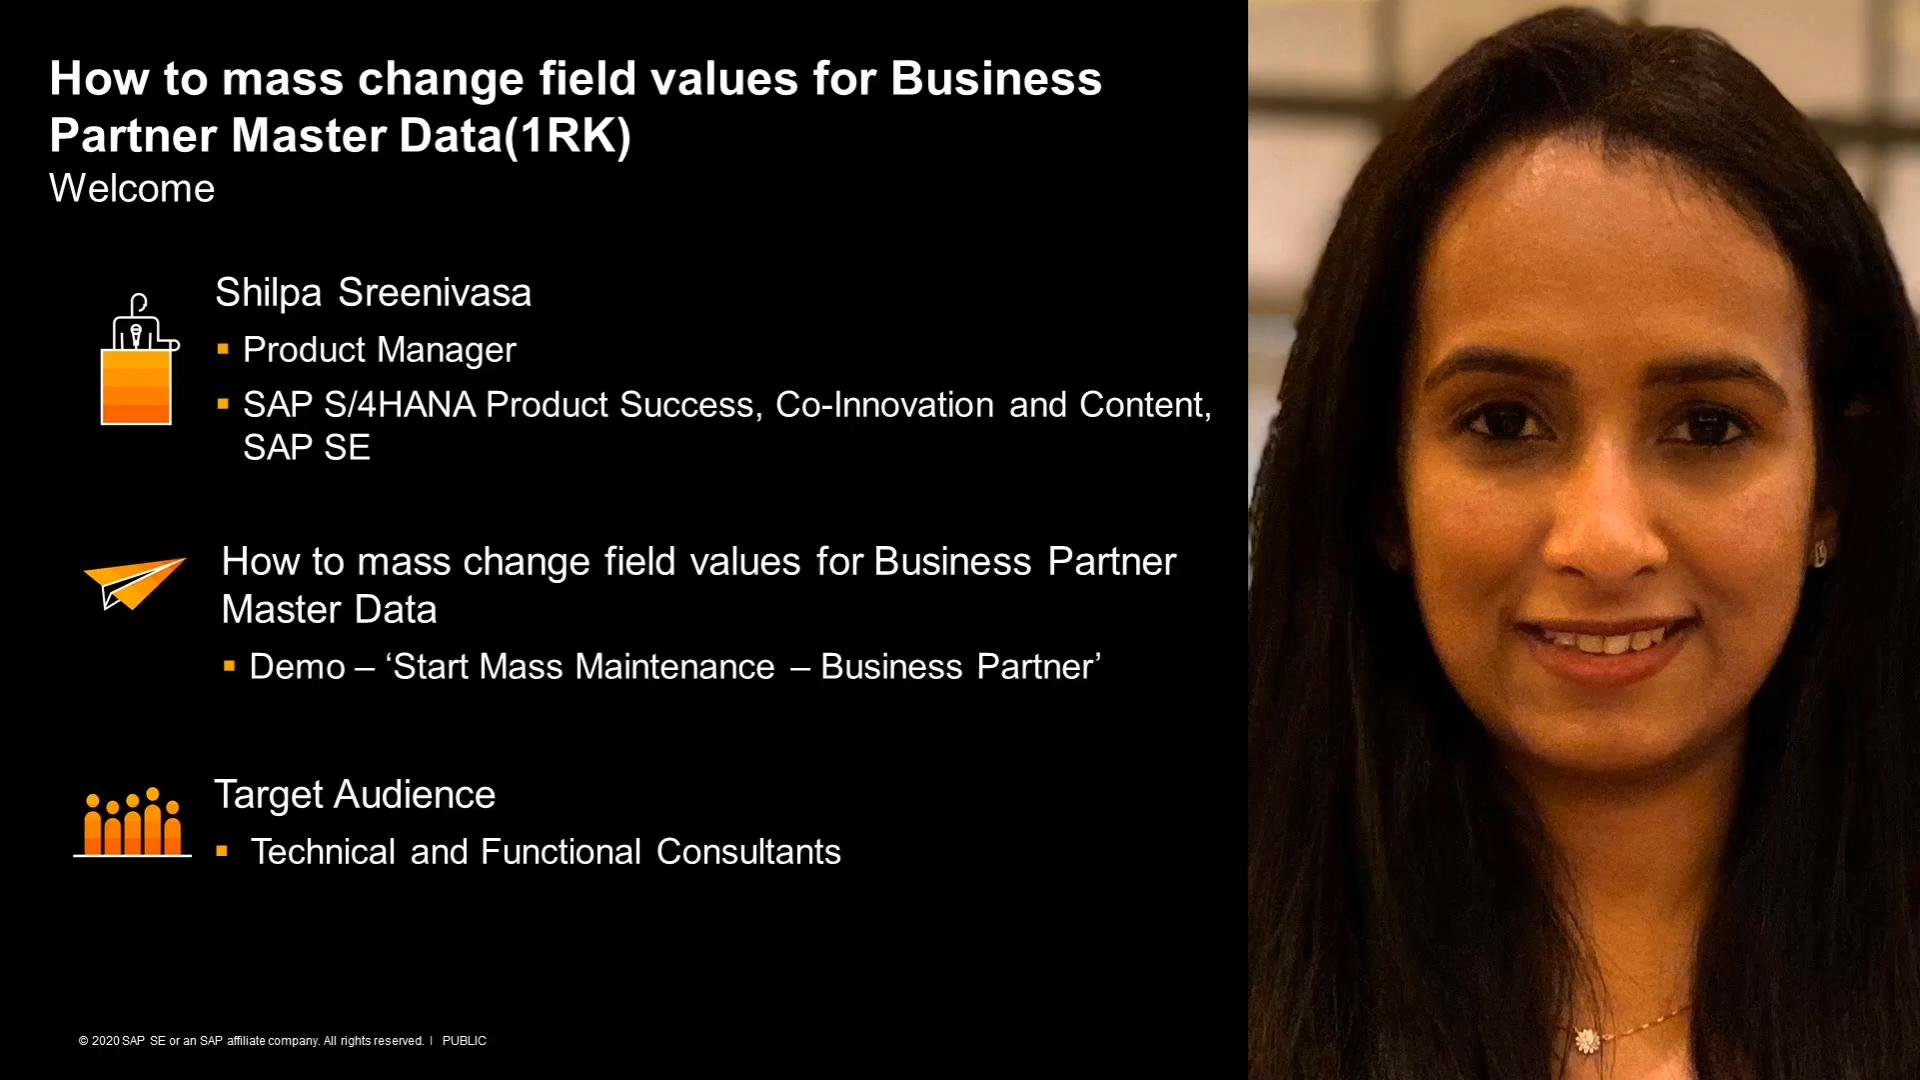 How to mass change field values for Business
Partner Master Data(1RK)
Welcome
Shilpa Sreenivasa
▪ Product Manager
▪ SAP S/4HANA Product Success, Co-Innovation and Content,
SAP SE
How to mass change field values for Business Partner
Master Data
▪ Demo – ‘Start Mass Maintenance – Business Partner’
Target Audience
▪ Technical and Functional Consultants
© 2020 SAP SE or an SAP affiliate company. All rights reserved. | PUBLIC